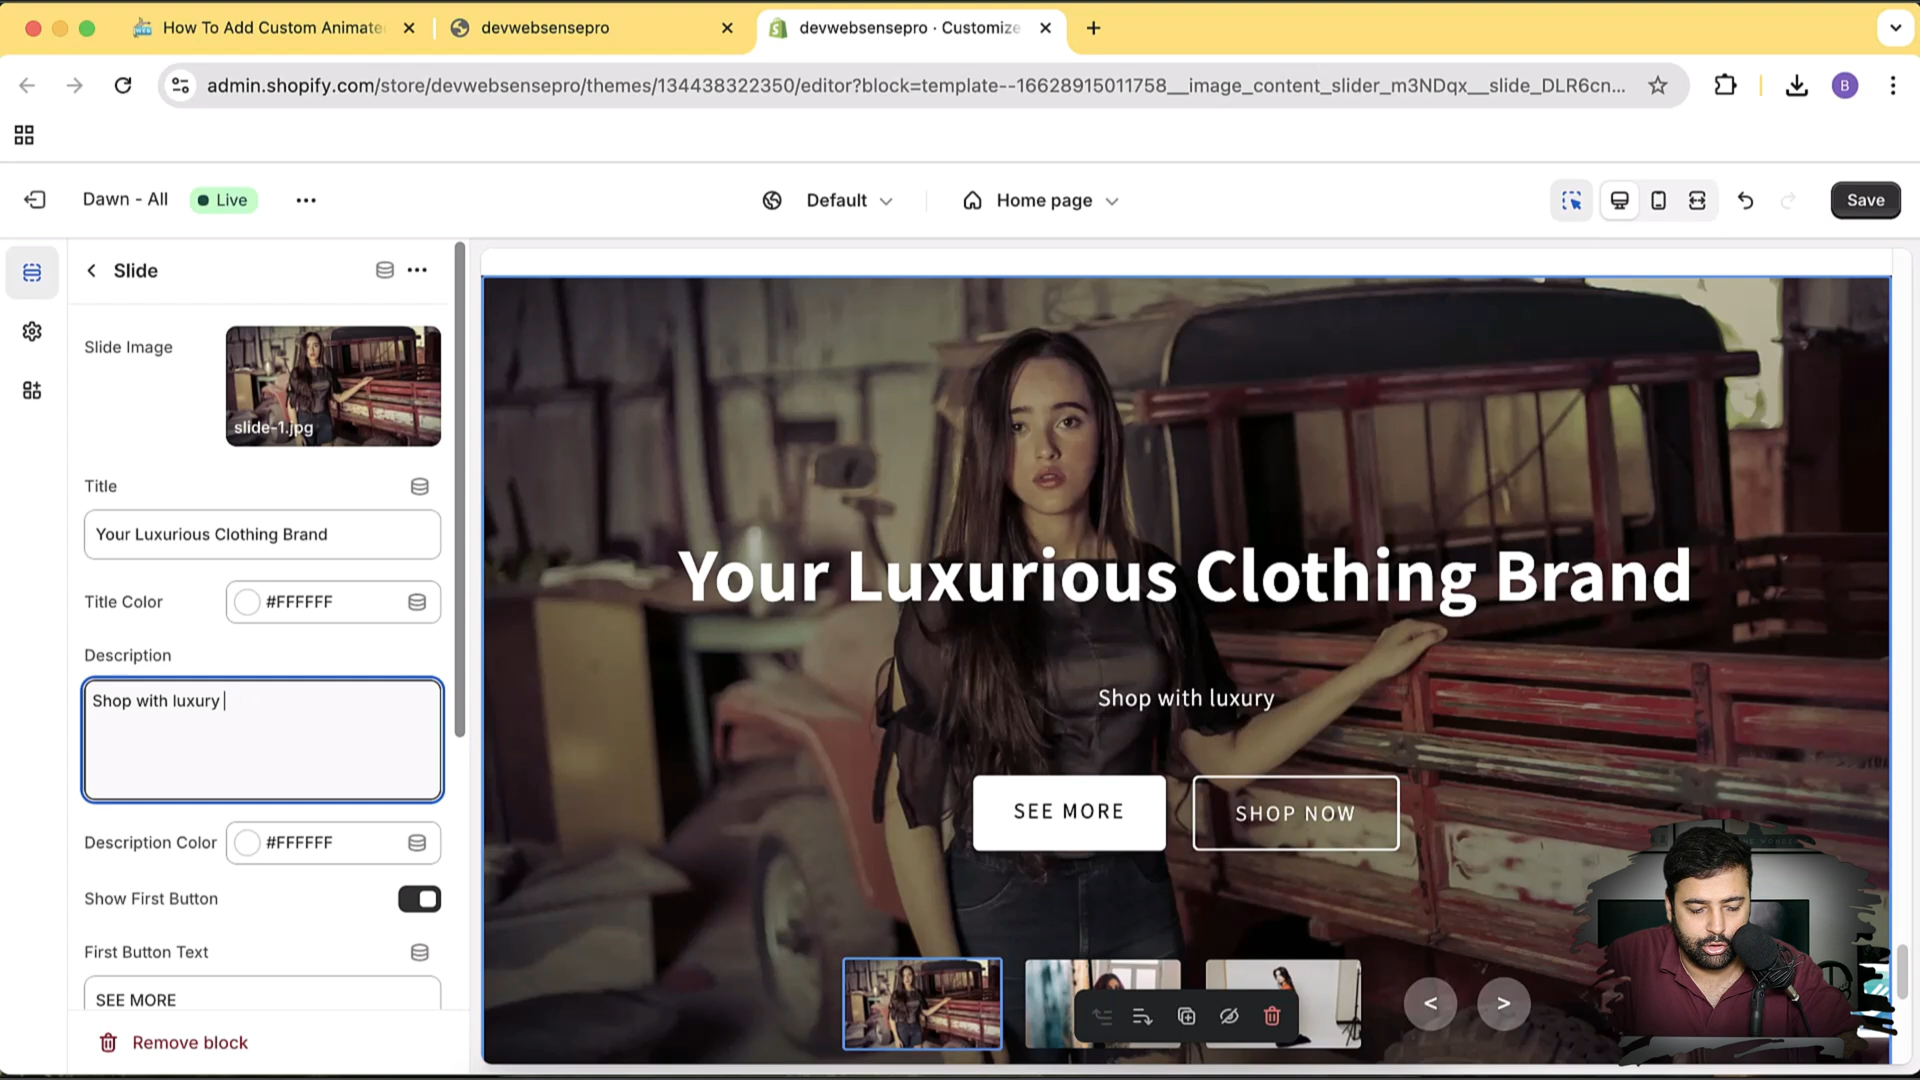 How To Add Custom Animate
devwebsensepro
devwebsensepro · Customize
admin.shopify.com/store/devwebsensepro/themes/134438322350/editor?block=template--16628915011758__image_content_slider_m3NDqx__slide_DLR6cn...
B
Dawn - All
Live
Default
Home page
Save
Slide
Slide Image
slide-1.jpg
Title
Your Luxurious Clothing Brand
Title Color
#FFFFFF
Description
Shop with luxury
Description Color
#FFFFFF
Show First Button
First Button Text
SEE MORE
Remove block
Your Luxurious Clothing Brand
Shop with luxury
SEE MORE
SHOP NOW
< >